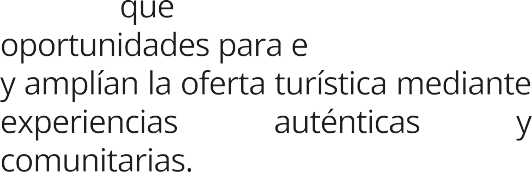 que
oportunidades para e
y amplían la oferta turística mediante
experiencias auténticas y
comunitarias.